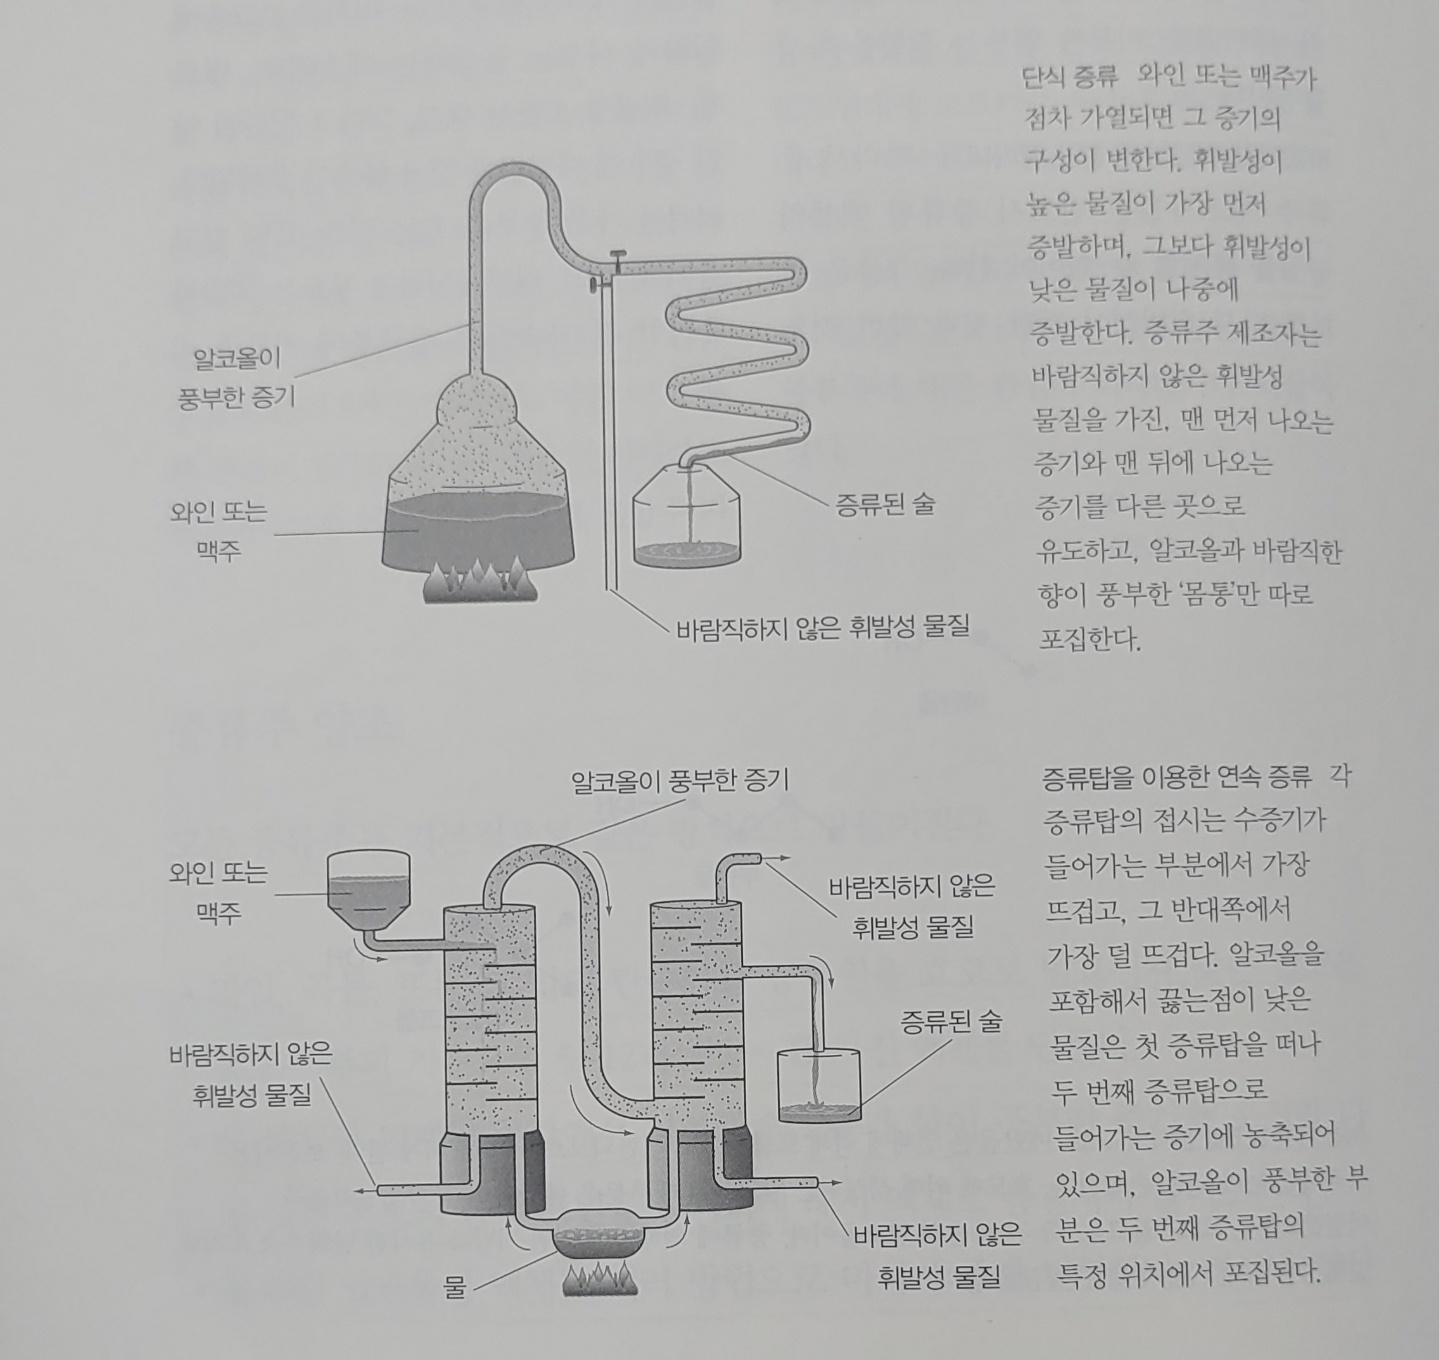 단식 증류 와인 또는 맥주가
점차 가열되면 그 증기의
구성이 변한다. 휘발성이
높은 물질이 가장 먼저
증발하며, 그보다 휘발성이
낮은 물질이 나중에
증발한다. 증류주 제조자는
바람직하지 않은 휘발성
물질을 가진, 맨 먼저 나오는
증기와 맨 뒤에 나오는
증기를 다른 곳으로
유도하고, 알코올과 바람직한
향이 풍부한 ‘몸통’만 따로
포집한다.
알코올이
풍부한 증기
와인 또는
맥주
증류된 술
바람직하지 않은 휘발성 물질
증류탑을 이용한 연속 증류 각
증류탑의 접시는 수증기가
들어가는 부분에서 가장
뜨겁고, 그 반대쪽에서
가장 덜 뜨겁다. 알코올을
포함해서 끓는점이 낮은
물질은 첫 증류탑을 떠나
두 번째 증류탑으로
들어가는 증기에 농축되어
있으며, 알코올이 풍부한 부
분은 두 번째 증류탑의
특정 위치에서 포집된다.
알코올이 풍부한 증기
와인 또는
맥주
바람직하지 않은
휘발성 물질
증류된 술
바람직하지 않은
휘발성 물질
바람직하지 않은
휘발성 물질
물